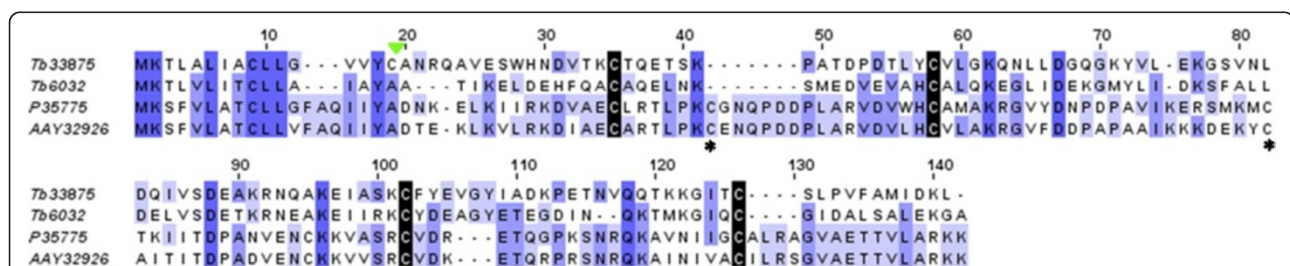 10 20 30 40 50 60 70 80
Tb33875 MKTLALIACLLG---VVYCANRQAVESWHNDVTKCTQETSK-------PATDPDTLYCVLGKQNLLDGQGKYVL-EKGSVNL
Tb6032 MKTLVLITCLLA---IAYAA---TIKELDEHFQACAQELNK-------SMEDVEVAHCALQKEGLIDEKGMYLI-DKSFALL
P35775 MKSFVLATCLLGFAQIIYADNK-ELKIIRKDVAECLRTLPKCGNQPDDPLARVDVWHCAMAKRGVYDNPDPAVIKERSMKMC
AAY32926 MKSFVLATCLLVFAQIIYADTE-KLKVLRKDIAECARTLPKCENQPDDPLARVDVLHCVLAKRGVFDDPAPAAIKKKDEKYC
* *
90 100 110 120 130 140
Tb33875 DQIVSDEAKRNQAKEIASKCFYEVGYIADKPETNVQQTKKGITC----SLPVFAMIDKL-
Tb6032 DELVSDETKRNEAKEIIRKCYDEAGYETEGDIN--QKTMKGIQC----GIDALSALEKGA
P35775 TKIITDPANVENCKKVASRCVDR---ETQGPKSNRQKAVNIIGCALRAGVAETTVLARKK
AAY32926 AITITDPADVENCKKVVSRCVDK---ETQRPRSNRQKAINIVACILRSGVAETTVLARKK